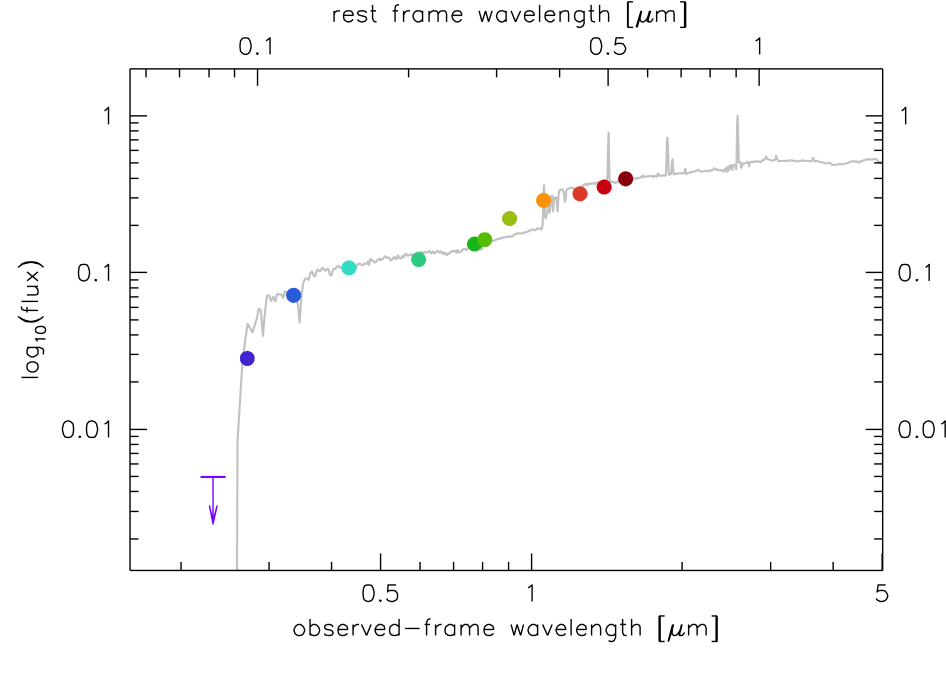 rest frame wavelength [μm]
0.1 0.5 1
1 1
0.1 0.1
0.01 0.01
log10(flux)
0.5 1 5
observed−frame wavelength [μm]